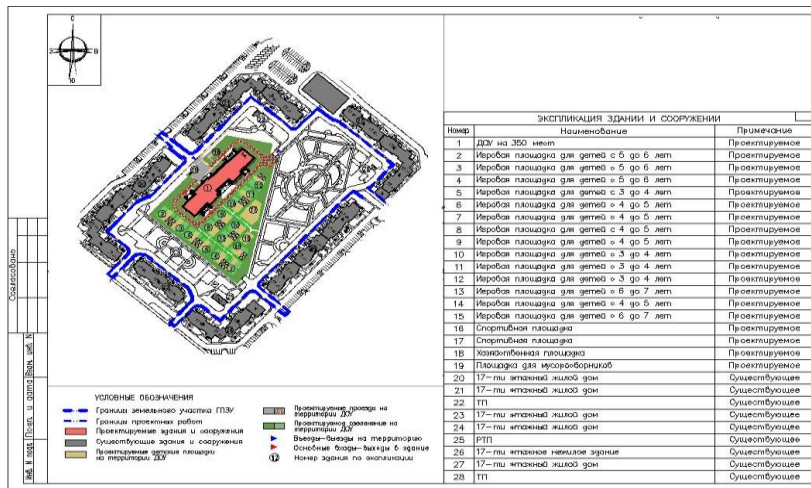 С
З
В
Ю
ЭКСПЛИКАЦИЯ ЗДАНИИ И СООРУЖЕНИИ
Номер Наименование Примечание
1 ДОУ на 350 мест Проектируемое
2 Игровая площадка для детей с 5 до 6 лет Проектируемое
3 Игровая площадка для детей с 5 до 6 лет Проектируемое
4 Игровая площадка для детей с 5 до 6 лет Проектируемое
5 Игровая площадка для детей с 3 до 4 лет Проектируемое
6 Игровая площадка для детей с 4 до 5 лет Проектируемое
7 Игровая площадка для детей с 4 до 5 лет Проектируемое
8 Игровая площадка для детей с 4 до 5 лет Проектируемое
9 Игровая площадка для детей с 4 до 5 лет Проектируемое
10 Игровая площадка для детей с 3 до 4 лет Проектируемое
11 Игровая площадка для детей с 3 до 4 лет Проектируемое
12 Игровая площадка для детей с 3 до 4 лет Проектируемое
13 Игровая площадка для детей с 6 до 7 лет Проектируемое
14 Игровая площадка для детей с 4 до 5 лет Проектируемое
15 Игровая площадка для детей с 6 до 7 лет Проектируемое
16 Спортивная площадка Проектируемое
17 Спортивная площадка Проектируемое
18 Хозяйственная площадка Проектируемое
19 Площадка для мусоросборников Проектируемое
20 17-ти этажный жилой дом Существующее
21 17-ти этажный жилой дом Существующее
22 ТП Существующее
23 17-ти этажный жилой дом Существующее
24 17-ти этажный жилой дом Существующее
25 РТП Существующее
26 17-ти этажное нежилое здание Существующее
27 17-ти этажный жилой дом Существующее
28 ТП Существующее
УСЛОВНЫЕ ОБОЗНАЧЕНИЯ
Границы земельного участка ГПЗУ
Границы проектных работ
Проектируемые здания и сооружения
Существующие здания и сооружения
Проектируемые детские площадки
на территории ДОУ
Проектируемые проезды на
территории ДОУ
Проектируемое озеленение на
территории ДОУ
Въезды-выезды на территорию
Основные входы-выходы в здание
12 Номер здания по экспликации
Согласовано
Взам. инв. N
Подп. и дата
Инв. N подл.